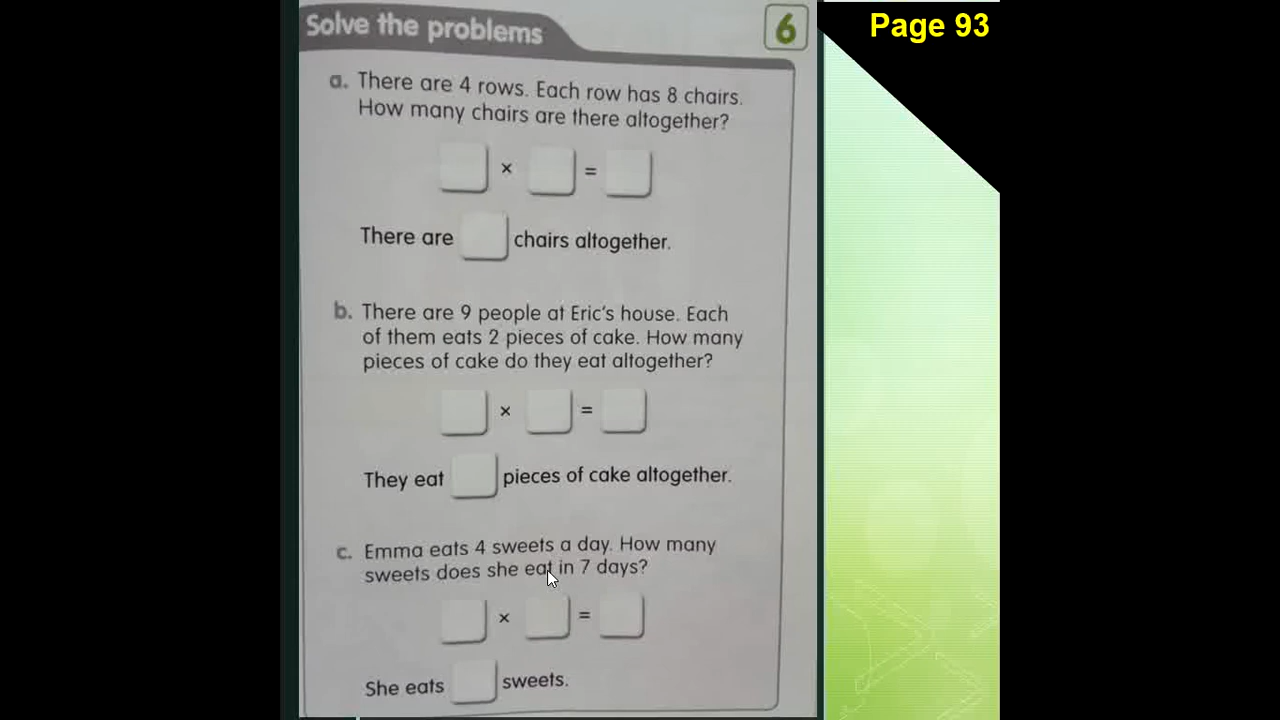 Solve the problems
6
Page 93
a. There are 4 rows. Each row has 8 chairs.
How many chairs are there altogether?
× =
There are chairs altogether.
b. There are 9 people at Eric's house. Each
of them eats 2 pieces of cake. How many
pieces of cake do they eat altogether?
× =
They eat pieces of cake altogether.
c. Emma eats 4 sweets a day. How many
sweets does she eat in 7 days?
× =
She eats sweets.